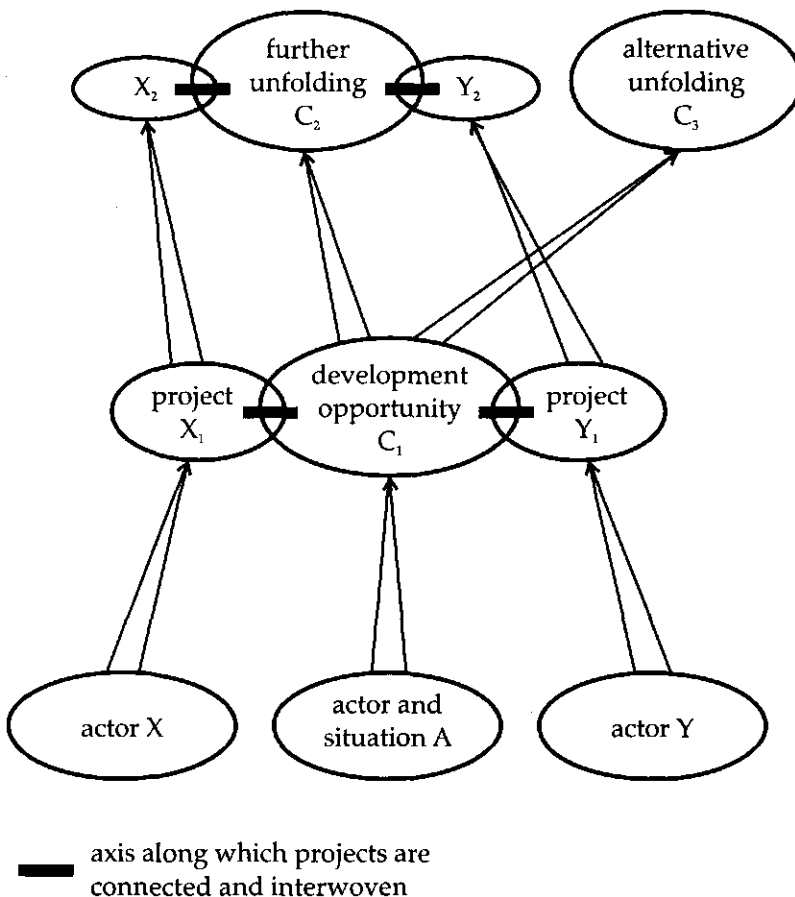 X₂
further
unfolding
C₂
Y₂
alternative
unfolding
C₃
project
X₁
development
opportunity
C₁
project
Y₁
actor X
actor and
situation A
actor Y
axis along which projects are
connected and interwoven